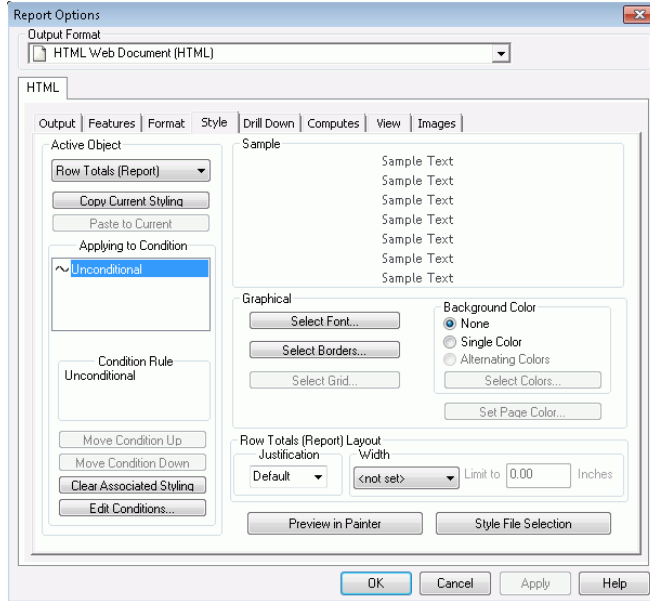 Report Options
Output Format
HTML Web Document (HTML)
HTML
Output Features Format Style Drill Down Computes View Images
Active Object
Row Totals (Report)
Copy Current Styling
Paste to Current
Applying to Condition
Unconditional
Condition Rule
Unconditional
Move Condition Up
Move Condition Down
Clear Associated Styling
Edit Conditions...
Sample
Sample Text
Sample Text
Sample Text
Sample Text
Sample Text
Sample Text
Sample Text
Graphical
Select Font...
Select Borders...
Select Grid...
Background Color
None
Single Color
Alternating Colors
Select Colors...
Set Page Color...
Row Totals (Report) Layout
Justification
Default
Width
<not set>
Limit to 0.00 Inches
Preview in Painter
Style File Selection
OK Cancel Apply Help